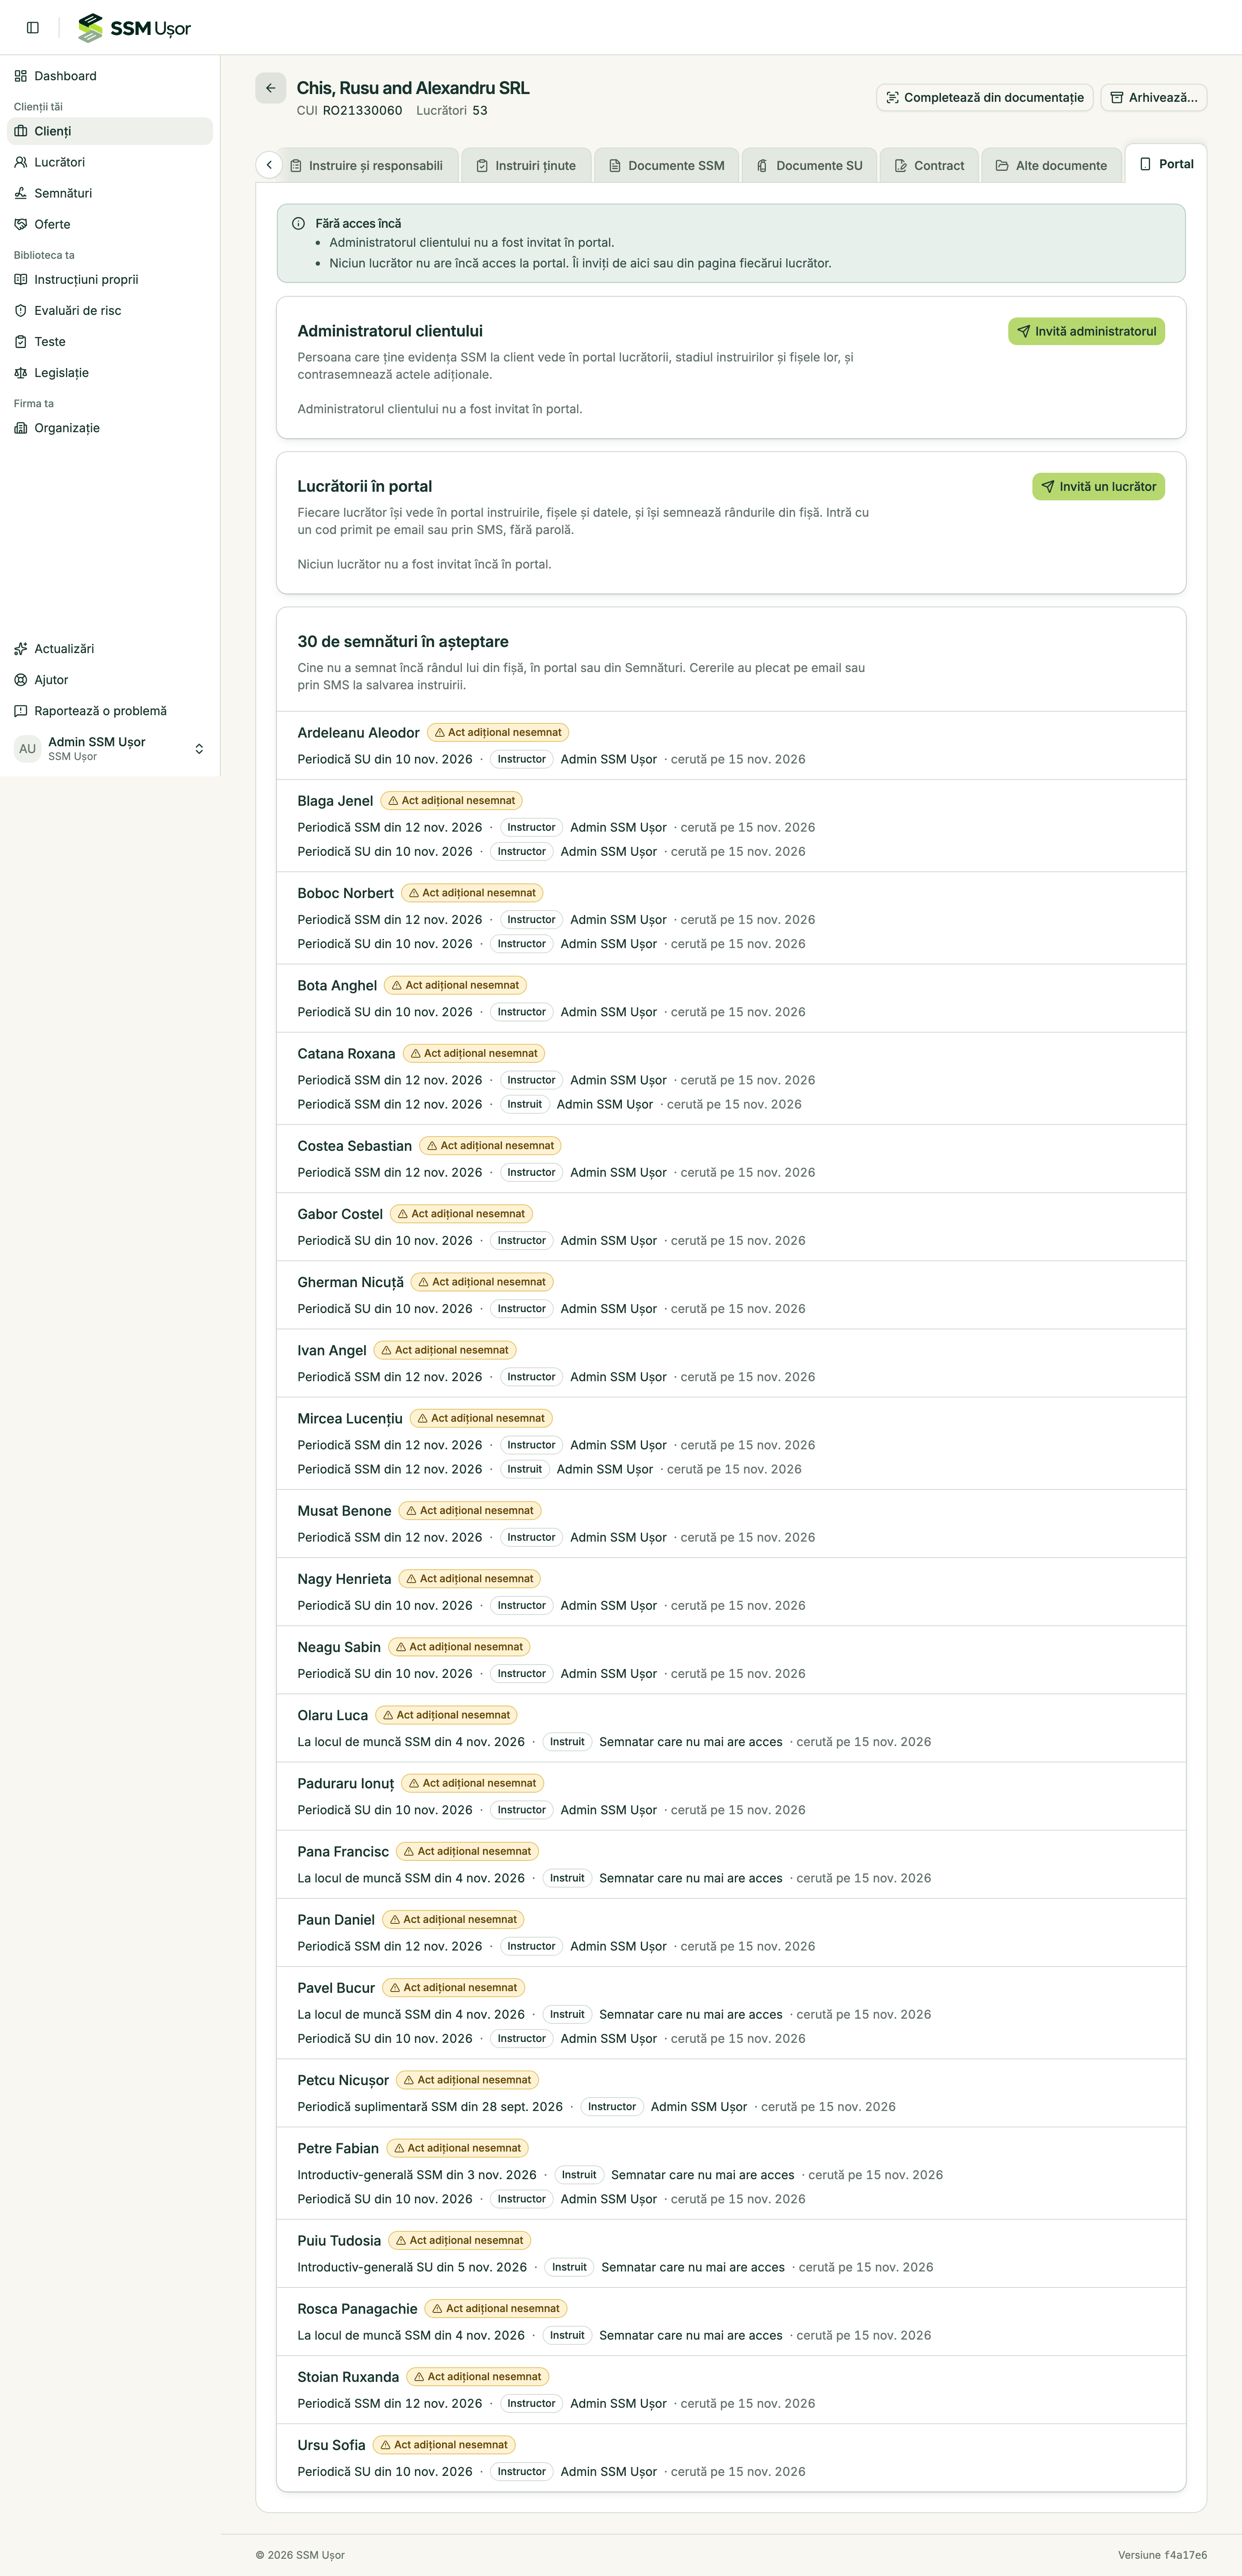 SSM Ușor
Dashboard
Clienții tăi
Clienți
Lucrători
Semnături
Oferte
Biblioteca ta
Instrucțiuni proprii
Evaluări de risc
Teste
Legislație
Firma ta
Organizație
Actualizări
Ajutor
Raportează o problemă
AU
Admin SSM Ușor
SSM Ușor
Chis, Rusu and Alexandru SRL
CUI RO21330060 Lucrători 53
Completează din documentație
Arhivează...
Instruire și responsabili
Instruiri ținute
Documente SSM
Documente SU
Contract
Alte documente
Portal
Fără acces încă
• Administratorul clientului nu a fost invitat în portal.
• Niciun lucrător nu are încă acces la portal. Îi inviți de aici sau din pagina fiecărui lucrător.
Administratorul clientului
Invită administratorul
Persoana care ține evidența SSM la client vede în portal lucrătorii, stadiul instruirilor și fișele lor, și
contrasemnează actele adiționale.
Administratorul clientului nu a fost invitat în portal.
Lucrătorii în portal
Invită un lucrător
Fiecare lucrător își vede în portal instruirile, fișele și datele, și își semnează rândurile din fișă. Intră cu
un cod primit pe email sau prin SMS, fără parolă.
Niciun lucrător nu a fost invitat încă în portal.
30 de semnături în așteptare
Cine nu a semnat încă rândul lui din fișă, în portal sau din Semnături. Cererile au plecat pe email sau
prin SMS la salvarea instruirii.
Ardeleanu Aleodor Act adițional nesemnat
Periodică SU din 10 nov. 2026 · Instructor Admin SSM Ușor · cerută pe 15 nov. 2026
Blaga Jenel Act adițional nesemnat
Periodică SSM din 12 nov. 2026 · Instructor Admin SSM Ușor · cerută pe 15 nov. 2026
Periodică SU din 10 nov. 2026 · Instructor Admin SSM Ușor · cerută pe 15 nov. 2026
Boboc Norbert Act adițional nesemnat
Periodică SSM din 12 nov. 2026 · Instructor Admin SSM Ușor · cerută pe 15 nov. 2026
Periodică SU din 10 nov. 2026 · Instructor Admin SSM Ușor · cerută pe 15 nov. 2026
Bota Anghel Act adițional nesemnat
Periodică SU din 10 nov. 2026 · Instructor Admin SSM Ușor · cerută pe 15 nov. 2026
Catana Roxana Act adițional nesemnat
Periodică SSM din 12 nov. 2026 · Instructor Admin SSM Ușor · cerută pe 15 nov. 2026
Periodică SSM din 12 nov. 2026 · Instruit Admin SSM Ușor · cerută pe 15 nov. 2026
Costea Sebastian Act adițional nesemnat
Periodică SSM din 12 nov. 2026 · Instructor Admin SSM Ușor · cerută pe 15 nov. 2026
Gabor Costel Act adițional nesemnat
Periodică SU din 10 nov. 2026 · Instructor Admin SSM Ușor · cerută pe 15 nov. 2026
Gherman Nicuță Act adițional nesemnat
Periodică SU din 10 nov. 2026 · Instructor Admin SSM Ușor · cerută pe 15 nov. 2026
Ivan Angel Act adițional nesemnat
Periodică SSM din 12 nov. 2026 · Instructor Admin SSM Ușor · cerută pe 15 nov. 2026
Mircea Lucențiu Act adițional nesemnat
Periodică SSM din 12 nov. 2026 · Instructor Admin SSM Ușor · cerută pe 15 nov. 2026
Periodică SSM din 12 nov. 2026 · Instruit Admin SSM Ușor · cerută pe 15 nov. 2026
Musat Benone Act adițional nesemnat
Periodică SSM din 12 nov. 2026 · Instructor Admin SSM Ușor · cerută pe 15 nov. 2026
Nagy Henrieta Act adițional nesemnat
Periodică SU din 10 nov. 2026 · Instructor Admin SSM Ușor · cerută pe 15 nov. 2026
Neagu Sabin Act adițional nesemnat
Periodică SU din 10 nov. 2026 · Instructor Admin SSM Ușor · cerută pe 15 nov. 2026
Olaru Luca Act adițional nesemnat
La locul de muncă SSM din 4 nov. 2026 · Instruit Semnatar care nu mai are acces · cerută pe 15 nov. 2026
Paduraru Ionuț Act adițional nesemnat
Periodică SU din 10 nov. 2026 · Instructor Admin SSM Ușor · cerută pe 15 nov. 2026
Pana Francisc Act adițional nesemnat
La locul de muncă SSM din 4 nov. 2026 · Instruit Semnatar care nu mai are acces · cerută pe 15 nov. 2026
Paun Daniel Act adițional nesemnat
Periodică SSM din 12 nov. 2026 · Instructor Admin SSM Ușor · cerută pe 15 nov. 2026
Pavel Bucur Act adițional nesemnat
La locul de muncă SSM din 4 nov. 2026 · Instruit Semnatar care nu mai are acces · cerută pe 15 nov. 2026
Periodică SU din 10 nov. 2026 · Instructor Admin SSM Ușor · cerută pe 15 nov. 2026
Petcu Nicușor Act adițional nesemnat
Periodică suplimentară SSM din 28 sept. 2026 · Instructor Admin SSM Ușor · cerută pe 15 nov. 2026
Petre Fabian Act adițional nesemnat
Introductiv-generală SSM din 3 nov. 2026 · Instruit Semnatar care nu mai are acces · cerută pe 15 nov. 2026
Periodică SU din 10 nov. 2026 · Instructor Admin SSM Ușor · cerută pe 15 nov. 2026
Puiu Tudosia Act adițional nesemnat
Introductiv-generală SU din 5 nov. 2026 · Instruit Semnatar care nu mai are acces · cerută pe 15 nov. 2026
Rosca Panagachie Act adițional nesemnat
La locul de muncă SSM din 4 nov. 2026 · Instruit Semnatar care nu mai are acces · cerută pe 15 nov. 2026
Stoian Ruxanda Act adițional nesemnat
Periodică SSM din 12 nov. 2026 · Instructor Admin SSM Ușor · cerută pe 15 nov. 2026
Ursu Sofia Act adițional nesemnat
Periodică SU din 10 nov. 2026 · Instructor Admin SSM Ușor · cerută pe 15 nov. 2026
© 2026 SSM Ușor
Versiune f4a17e6